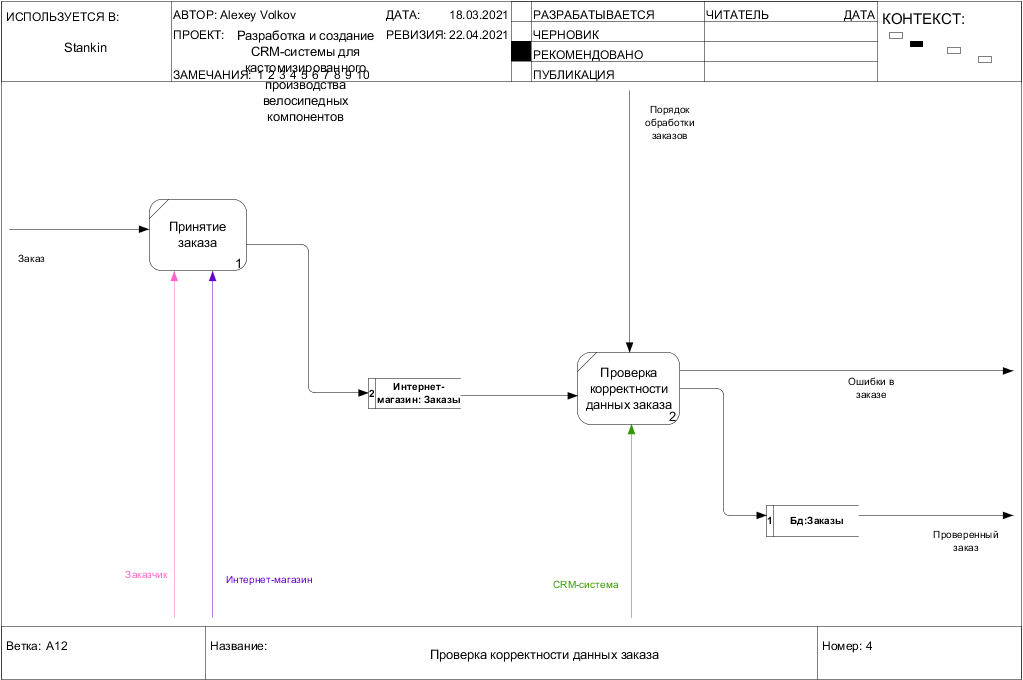 ИСПОЛЬЗУЕТСЯ В:
Stankin
АВТОР: Alexey Volkov
ДАТА: 18.03.2021
ПРОЕКТ: Разработка и создание
CRM-системы для
кастомизированного
производства
велосипедных
компонентов
РЕВИЗИЯ: 22.04.2021
ЗАМЕЧАНИЯ: 1 2 3 4 5 6 7 8 9 10
РАЗРАБАТЫВАЕТСЯ
ЧЕРНОВИК
РЕКОМЕНДОВАНО
ПУБЛИКАЦИЯ
ЧИТАТЕЛЬ ДАТА
КОНТЕКСТ:
Порядок
обработки
заказов
Принятие
заказа
1
Заказ
2
Интернет-
магазин: Заказы
Проверка
корректности
данных заказа
2
Ошибки в
заказе
1
Бд:Заказы
Проверенный
заказ
Заказчик
Интернет-магазин
CRM-система
Ветка: A12
Название:
Проверка корректности данных заказа
Номер: 4